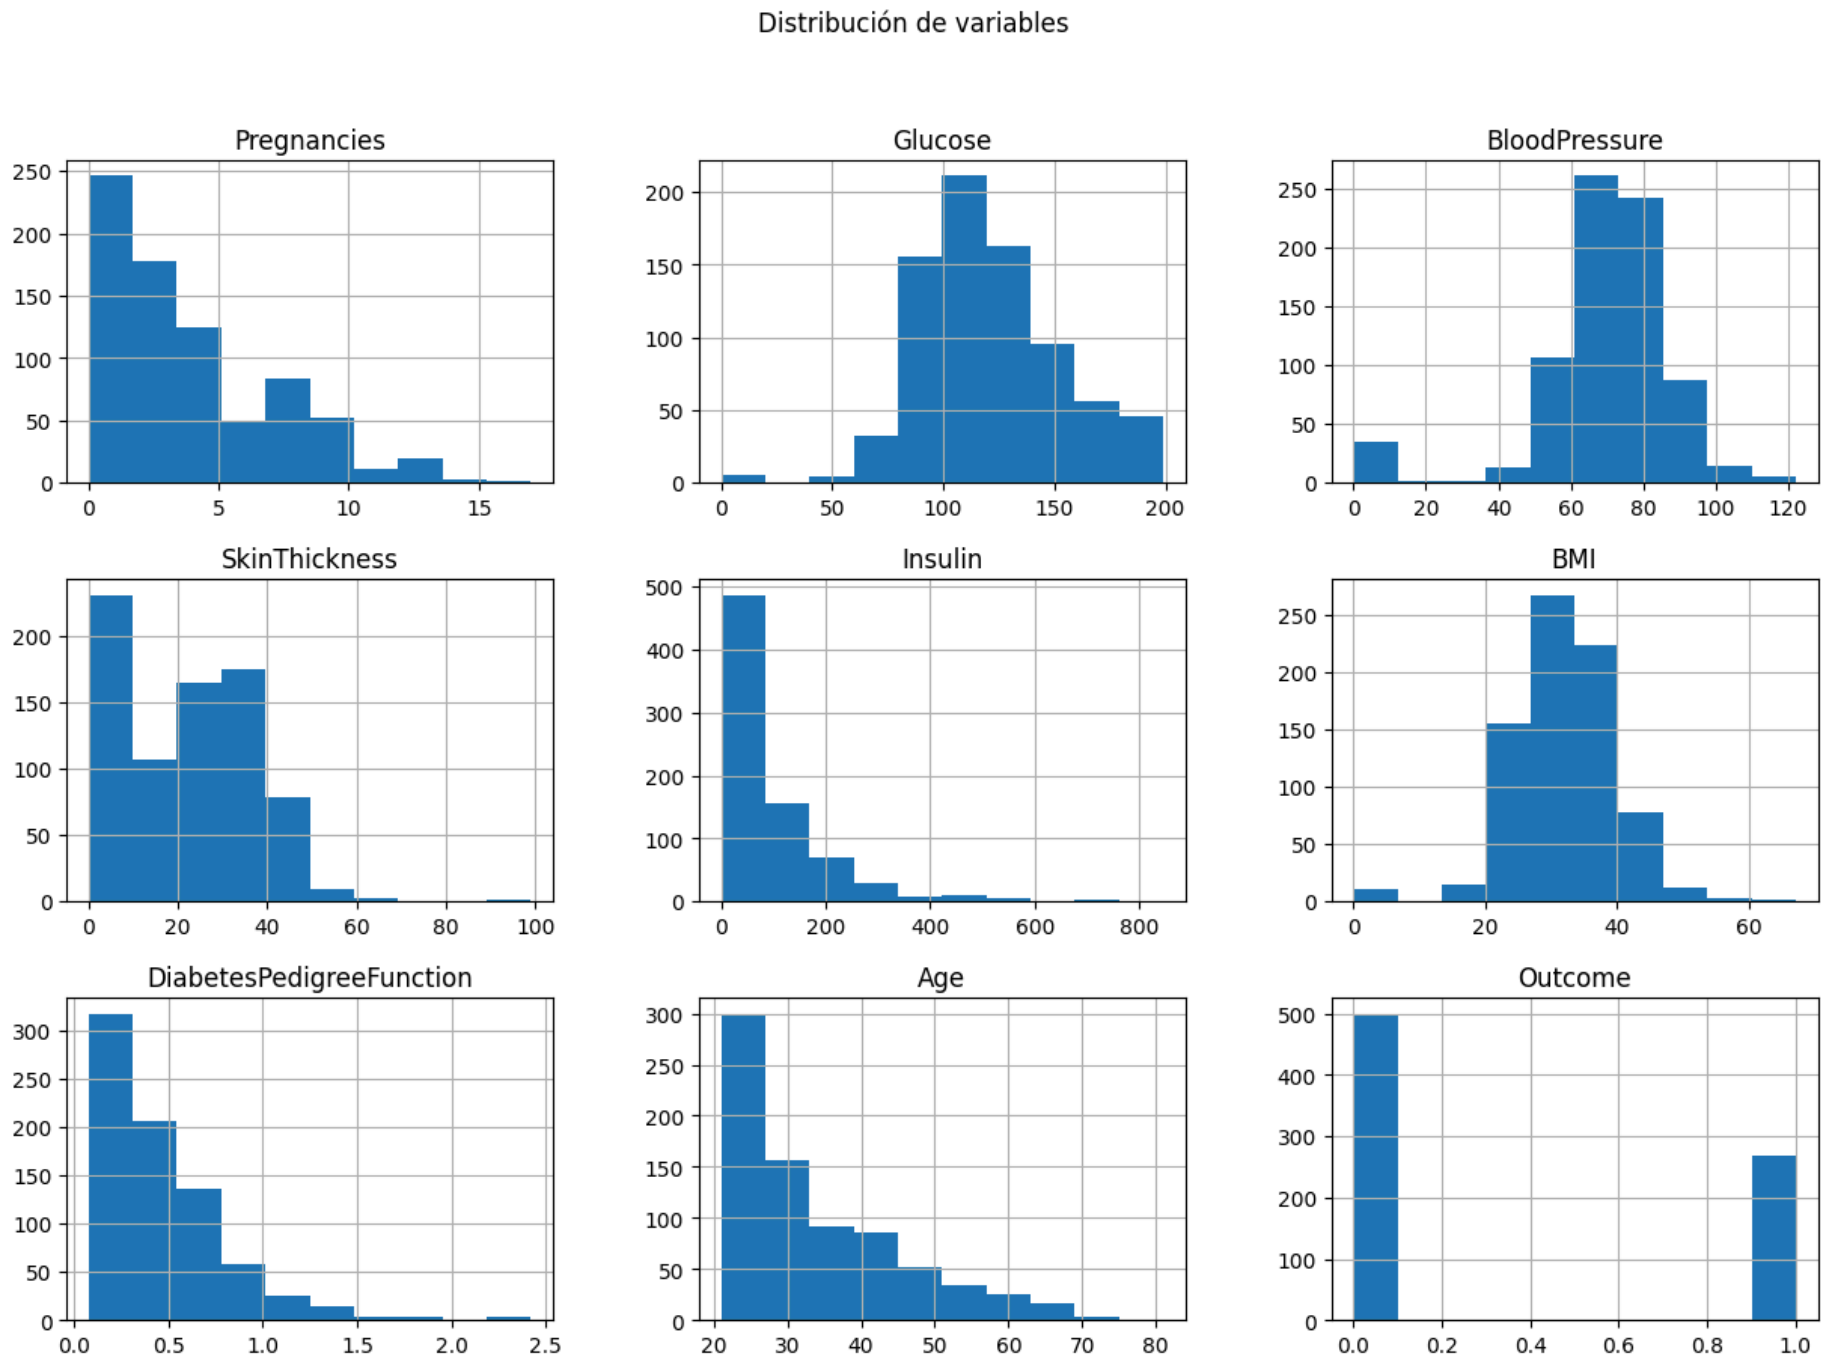 Distribución de variables
Pregnancies
250
200
150
100
50
0
0 5 10 15
Glucose
200
150
100
50
0
0 50 100 150 200
BloodPressure
250
200
150
100
50
0
0 20 40 60 80 100 120
SkinThickness
200
150
100
50
0
0 20 40 60 80 100
Insulin
500
400
300
200
100
0
0 200 400 600 800
BMI
250
200
150
100
50
0
0 20 40 60
DiabetesPedigreeFunction
300
250
200
150
100
50
0
0.0 0.5 1.0 1.5 2.0 2.5
Age
300
250
200
150
100
50
0
20 30 40 50 60 70 80
Outcome
500
400
300
200
100
0
0.0 0.2 0.4 0.6 0.8 1.0